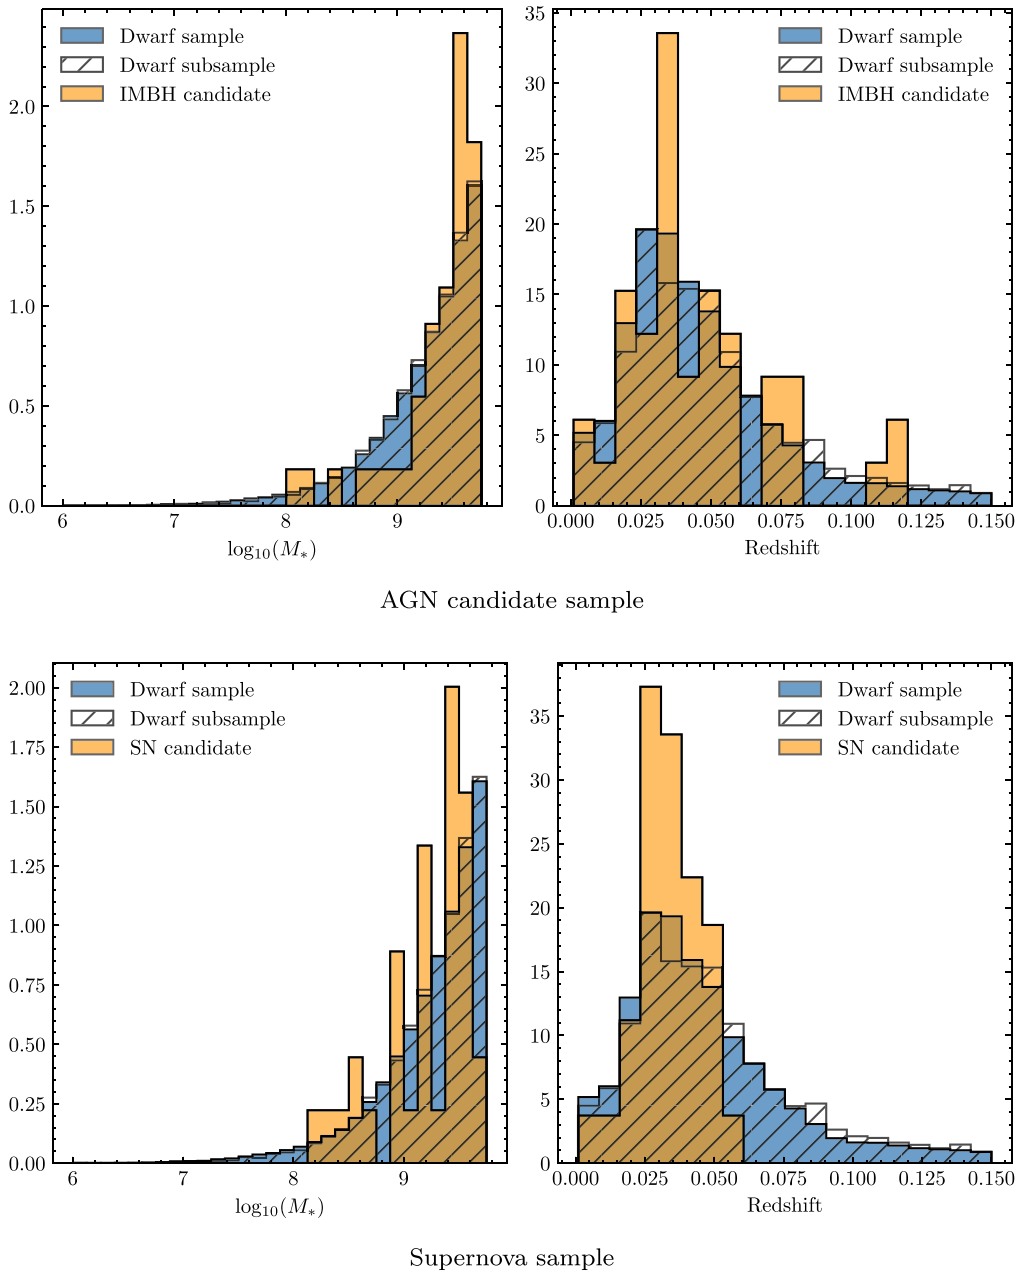 Dwarf sample
Dwarf subsample
IMBH candidate
2.0
1.5
1.0
0.5
0.0
6 7 8 9
log10(M*)
Dwarf sample
Dwarf subsample
IMBH candidate
35
30
25
20
15
10
5
0
0.000 0.025 0.050 0.075 0.100 0.125 0.150
Redshift
AGN candidate sample
Dwarf sample
Dwarf subsample
SN candidate
2.00
1.75
1.50
1.25
1.00
0.75
0.50
0.25
0.00
6 7 8 9
log10(M*)
Dwarf sample
Dwarf subsample
SN candidate
35
30
25
20
15
10
5
0
0.000 0.025 0.050 0.075 0.100 0.125 0.150
Redshift
Supernova sample